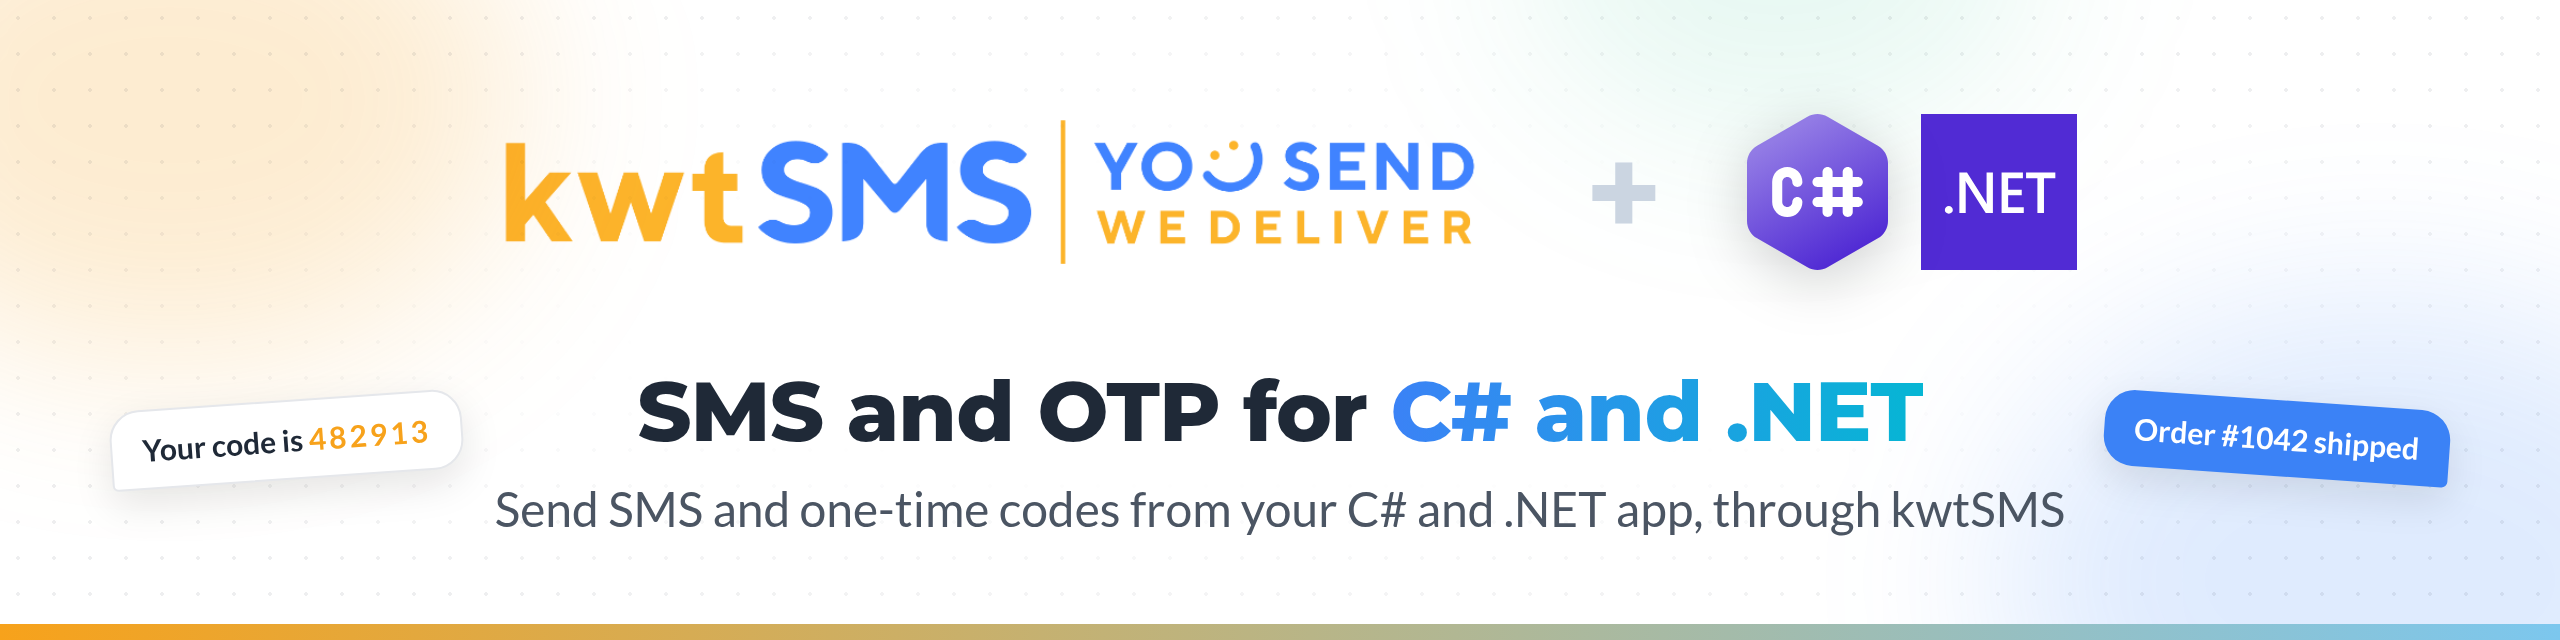 kwtSMS
YOU SEND
WE DELIVER
+
C#
.NET
SMS and OTP for C# and .NET
Your code is 482913
Order #1042 shipped
Send SMS and one-time codes from your C# and .NET app, through kwtSMS